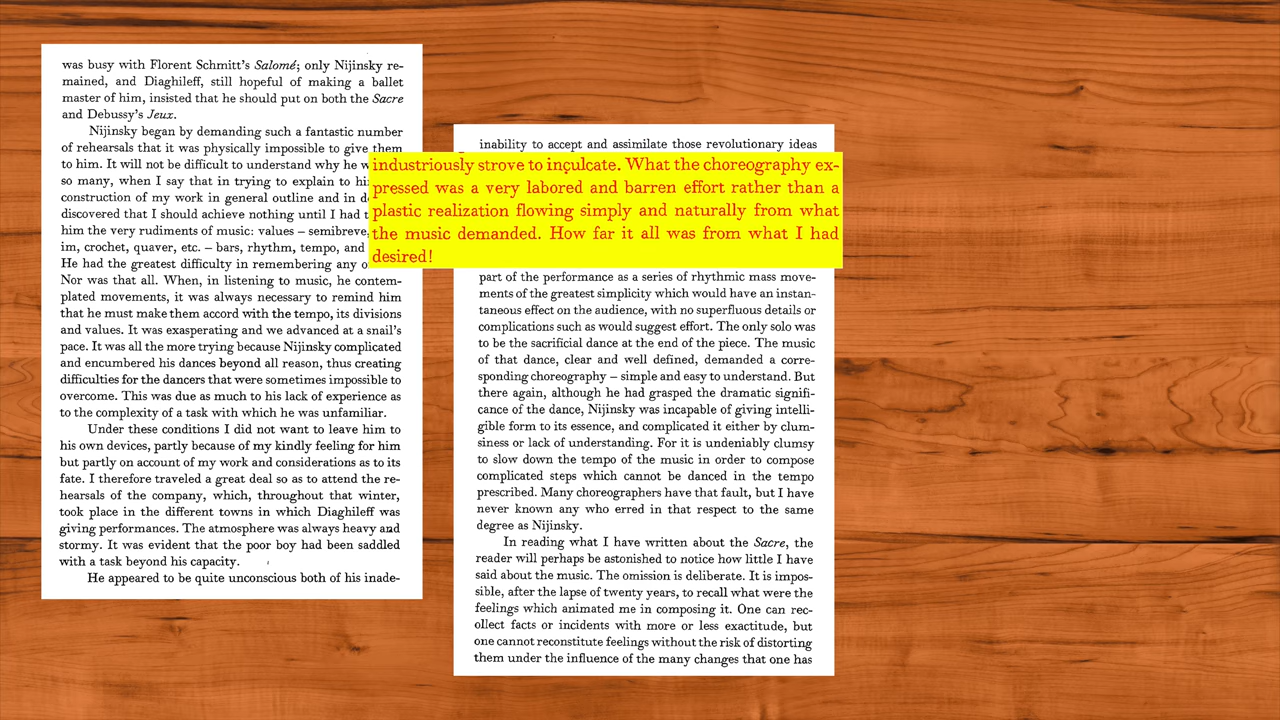 was busy with Florent Schmitt's Salomé; only Nijinsky re-
mained, and Diaghileff, still hopeful of making a ballet
master of him, insisted that he should put on both the Sacre
and Debussy's Jeux.
Nijinsky began by demanding such a fantastic number
of rehearsals that it was physically impossible to give them
to him. It will not be difficult to understand why he
so many, when I say that in trying to explain to
construction of my work in general outline and in
discovered that I should achieve nothing until I had
him the very rudiments of music: values – semibreve,
im, crochet, quaver, etc. – bars, rhythm, tempo, and
He had the greatest difficulty in remembering any
Nor was that all. When, in listening to music, he contem-
plated movements, it was always necessary to remind him
that he must make them accord with the tempo, its divisions
and values. It was exasperating and we advanced at a snail's
pace. It was all the more trying because Nijinsky complicated
and encumbered his dances beyond all reason, thus creating
difficulties for the dancers that were sometimes impossible to
overcome. This was due as much to his lack of experience as
to the complexity of a task with which he was unfamiliar.
Under these conditions I did not want to leave him to
his own devices, partly because of my kindly feeling for him
but partly on account of my work and considerations as to its
fate. I therefore traveled a great deal so as to attend the re-
hearsals of the company, which, throughout that winter,
took place in the different towns in which Diaghileff was
giving performances. The atmosphere was always heavy and
stormy. It was evident that the poor boy had been saddled
with a task beyond his capacity.
He appeared to be quite unconscious both of his inade-
inability to accept and assimilate those revolutionary ideas
industriously strove to inculcate. What the choreography ex-
pressed was a very labored and barren effort rather than a
plastic realization flowing simply and naturally from what
the music demanded. How far it all was from what I had
desired!
part of the performance as a series of rhythmic mass move-
ments of the greatest simplicity which would have an instan-
taneous effect on the audience, with no superfluous details or
complications such as would suggest effort. The only solo was
to be the sacrificial dance at the end of the piece. The music
of that dance, clear and well defined, demanded a corre-
sponding choreography – simple and easy to understand. But
there again, although he had grasped the dramatic signifi-
cance of the dance, Nijinsky was incapable of giving intelli-
gible form to its essence, and complicated it either by clum-
siness or lack of understanding. For it is undeniably clumsy
to slow down the tempo of the music in order to compose
complicated steps which cannot be danced in the tempo
prescribed. Many choreographers have that fault, but I have
never known any who erred in that respect to the same
degree as Nijinsky.
In reading what I have written about the Sacre, the
reader will perhaps be astonished to notice how little I have
said about the music. The omission is deliberate. It is impos-
sible, after the lapse of twenty years, to recall what were the
feelings which animated me in composing it. One can rec-
ollect facts or incidents with more or less exactitude, but
one cannot reconstitute feelings without the risk of distorting
them under the influence of the many changes that one has